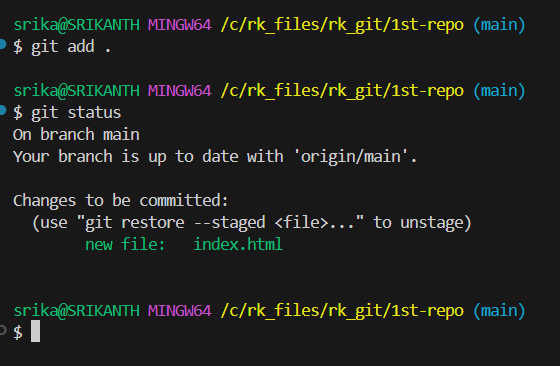 srika@SRIKANTH MINGW64 /c/rk_files/rk_git/1st-repo (main)
$ git add .
srika@SRIKANTH MINGW64 /c/rk_files/rk_git/1st-repo (main)
$ git status
On branch main
Your branch is up to date with 'origin/main'.
Changes to be committed:
  (use "git restore --staged <file>..." to unstage)
        new file:   index.html
srika@SRIKANTH MINGW64 /c/rk_files/rk_git/1st-repo (main)
$